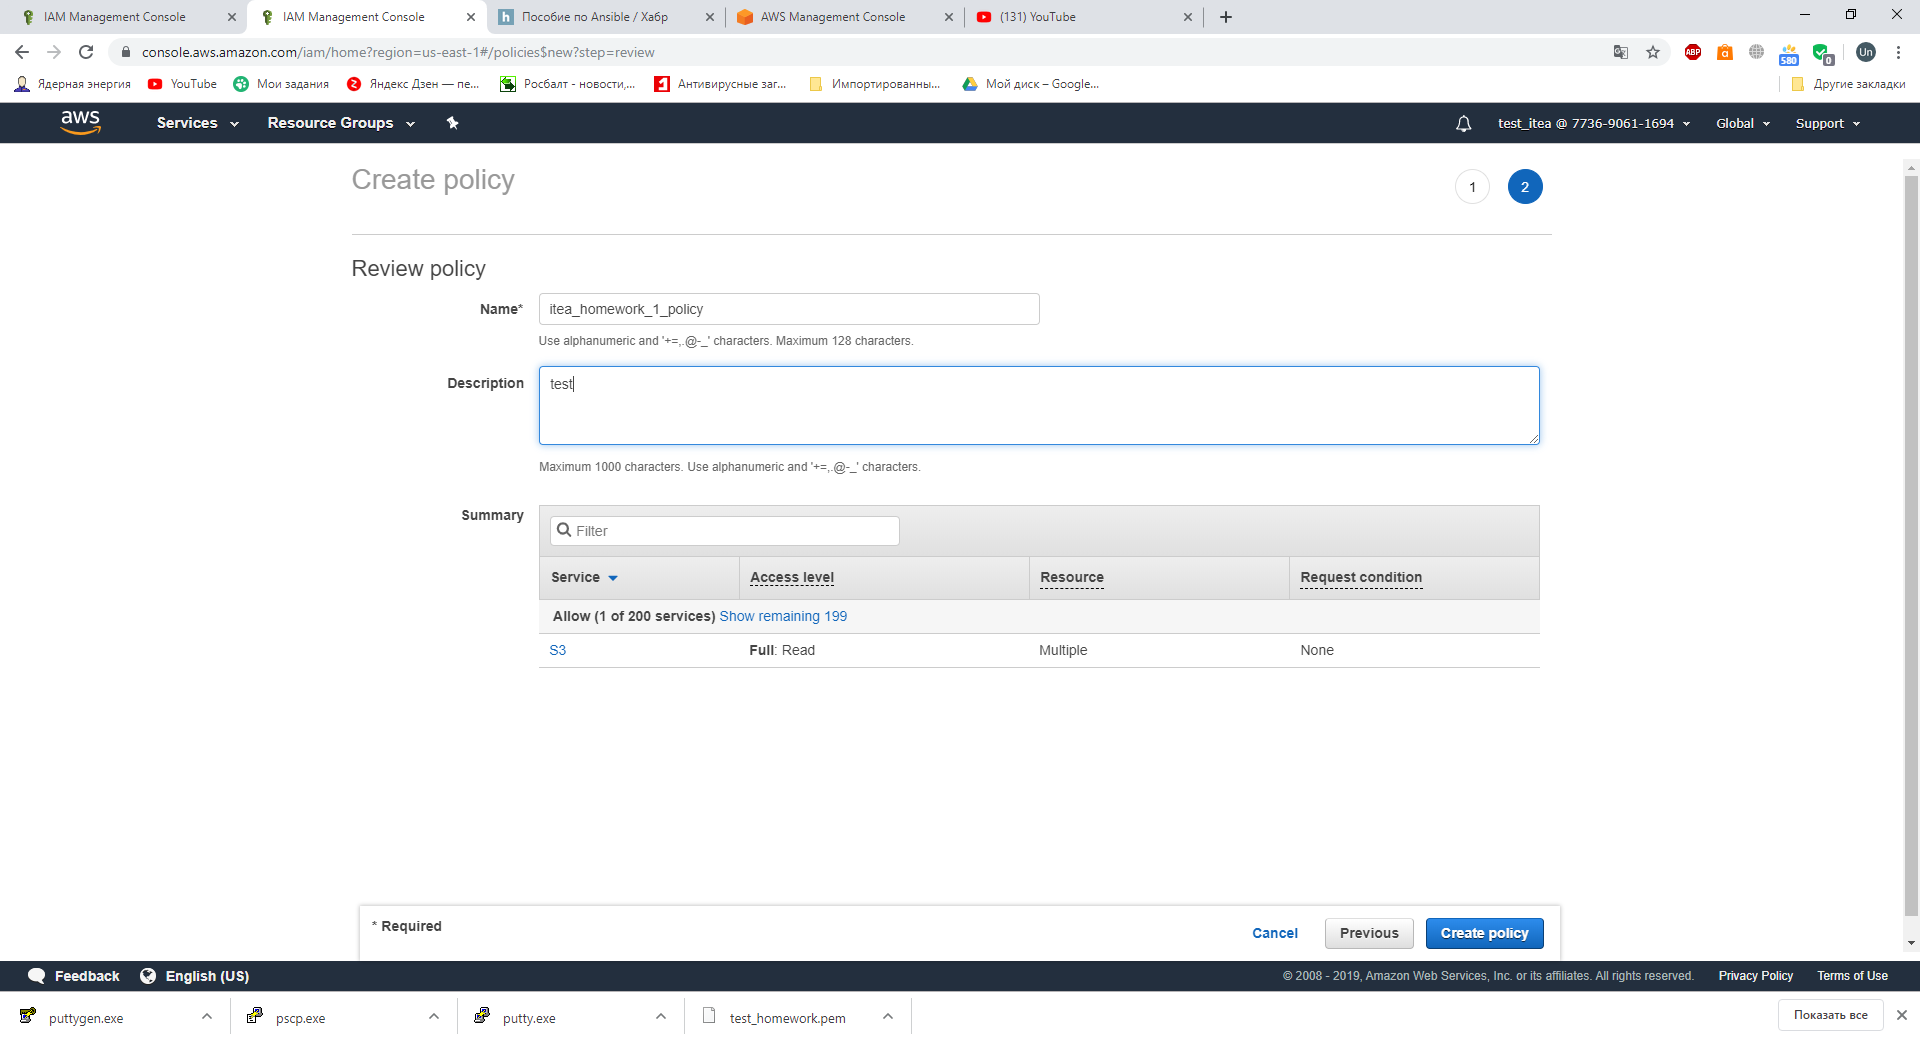 IAM Management Console
IAM Management Console
Пособие по Ansible / Хабр
AWS Management Console
(131) YouTube
console.aws.amazon.com/iam/home?region=us-east-1#/policies$new?step=review
ABP
580
0
Un
Ядерная энергия
YouTube
Мои задания
Яндекс Дзен — пе...
Росбалт - новости,...
Антивирусные заг...
Импортированны...
Мой диск – Google...
Другие закладки
aws
Services
Resource Groups
test_itea @ 7736-9061-1694
Global
Support
Create policy
1
2
Review policy
Name*
itea_homework_1_policy
Use alphanumeric and '+=,.@-_' characters. Maximum 128 characters.
Description
test
Maximum 1000 characters. Use alphanumeric and '+=,.@-_' characters.
Summary
Filter
Service
Access level
Resource
Request condition
Allow (1 of 200 services) Show remaining 199
S3
Full: Read
Multiple
None
* Required
Cancel
Previous
Create policy
Feedback
English (US)
© 2008 - 2019, Amazon Web Services, Inc. or its affiliates. All rights reserved.
Privacy Policy
Terms of Use
puttygen.exe
pscp.exe
putty.exe
test_homework.pem
Показать все